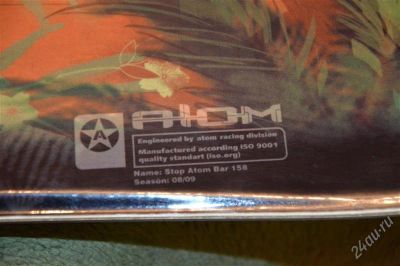 A
ATOM
Engineered by atom racing division
Manufactured according ISO 9001
quality standart (iso.org)
Name: Stop Atom Bar 158
Season: 08/09
24au.ru